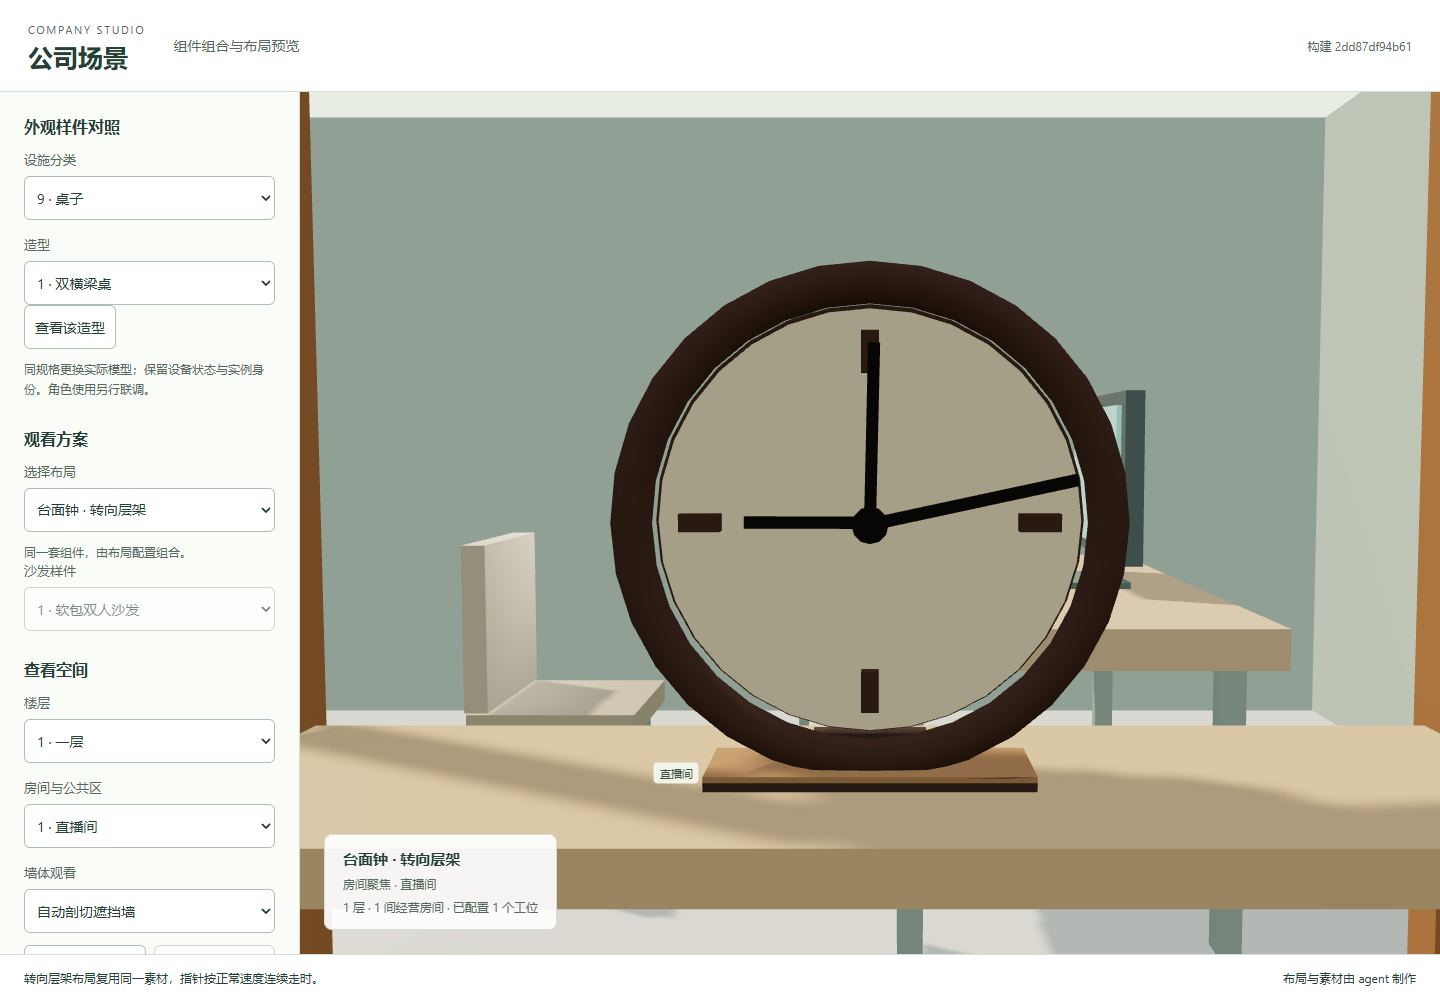 COMPANY STUDIO
公司场景
组件组合与布局预览
构建 2dd87df94b61
外观样件对照
设施分类
9 · 桌子
造型
1 · 双横梁桌
查看该造型
同规格更换实际模型；保留设备状态与实例身
份。角色使用另行联调。
观看方案
选择布局
台面钟 · 转向层架
同一套组件，由布局配置组合。
沙发样件
1 · 软包双人沙发
查看空间
楼层
1 · 一层
房间与公共区
1 · 直播间
墙体观看
自动剖切遮挡墙
直播间
台面钟 · 转向层架
房间聚焦 · 直播间
1 层 · 1 间经营房间 · 已配置 1 个工位
转向层架布局复用同一素材，指针按正常速度连续走时。
布局与素材由 agent 制作